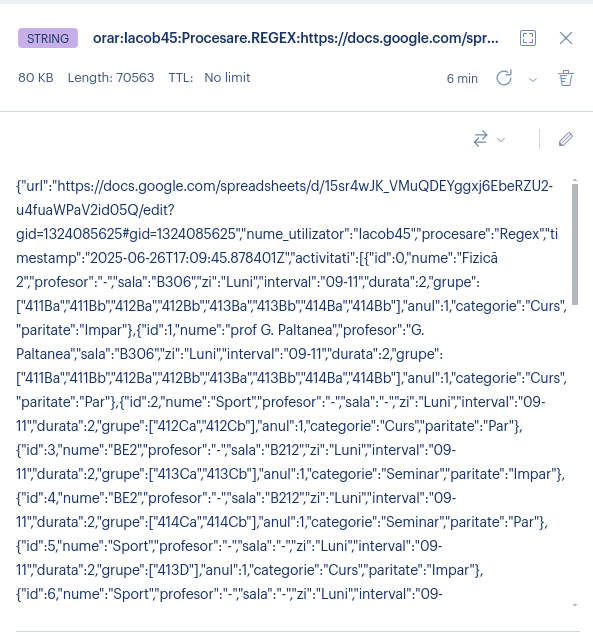 STRING
orar:Iacob45:Procesare.REGEX:https://docs.google.com/spr...
80 KB Length: 70563 TTL: No limit
6 min
{"url":"https://docs.google.com/spreadsheets/d/15sr4wJK_VMuQDEYggxj6EbeRZU2-
u4fuaWPaV2id05Q/edit?
gid=1324085625#gid=1324085625","nume_utilizator":"Iacob45","procesare":"Regex","ti
mestamp":"2025-06-26T17:09:45.878401Z","activitati":[{"id":0,"nume":"Fizică
2","profesor":"-","sala":"B306","zi":"Luni","interval":"09-11","durata":2,"grupe":
["411Ba","411Bb","412Ba","412Bb","413Ba","413Bb","414Ba","414Bb"],"anul":1,"categorie":"Curs",
"paritate":"Impar"},{"id":1,"nume":"prof G. Paltanea","profesor":"G.
Paltanea","sala":"B306","zi":"Luni","interval":"09-11","durata":2,"grupe":
["411Ba","411Bb","412Ba","412Bb","413Ba","413Bb","414Ba","414Bb"],"anul":1,"categorie":"Curs",
"paritate":"Par"},{"id":2,"nume":"Sport","profesor":"-","sala":"-","zi":"Luni","interval":"09-
11","durata":2,"grupe":["412Ca","412Cb"],"anul":1,"categorie":"Curs","paritate":"Par"},
{"id":3,"nume":"BE2","profesor":"-","sala":"B212","zi":"Luni","interval":"09-
11","durata":2,"grupe":["413Ca","413Cb"],"anul":1,"categorie":"Seminar","paritate":"Impar"},
{"id":4,"nume":"BE2","profesor":"-","sala":"B212","zi":"Luni","interval":"09-
11","durata":2,"grupe":["414Ca","414Cb"],"anul":1,"categorie":"Seminar","paritate":"Par"},
{"id":5,"nume":"Sport","profesor":"-","sala":"-","zi":"Luni","interval":"09-
11","durata":2,"grupe":["413D"],"anul":1,"categorie":"Curs","paritate":"Impar"},
{"id":6,"nume":"Sport","profesor":"-","sala":"-","zi":"Luni","interval":"09-